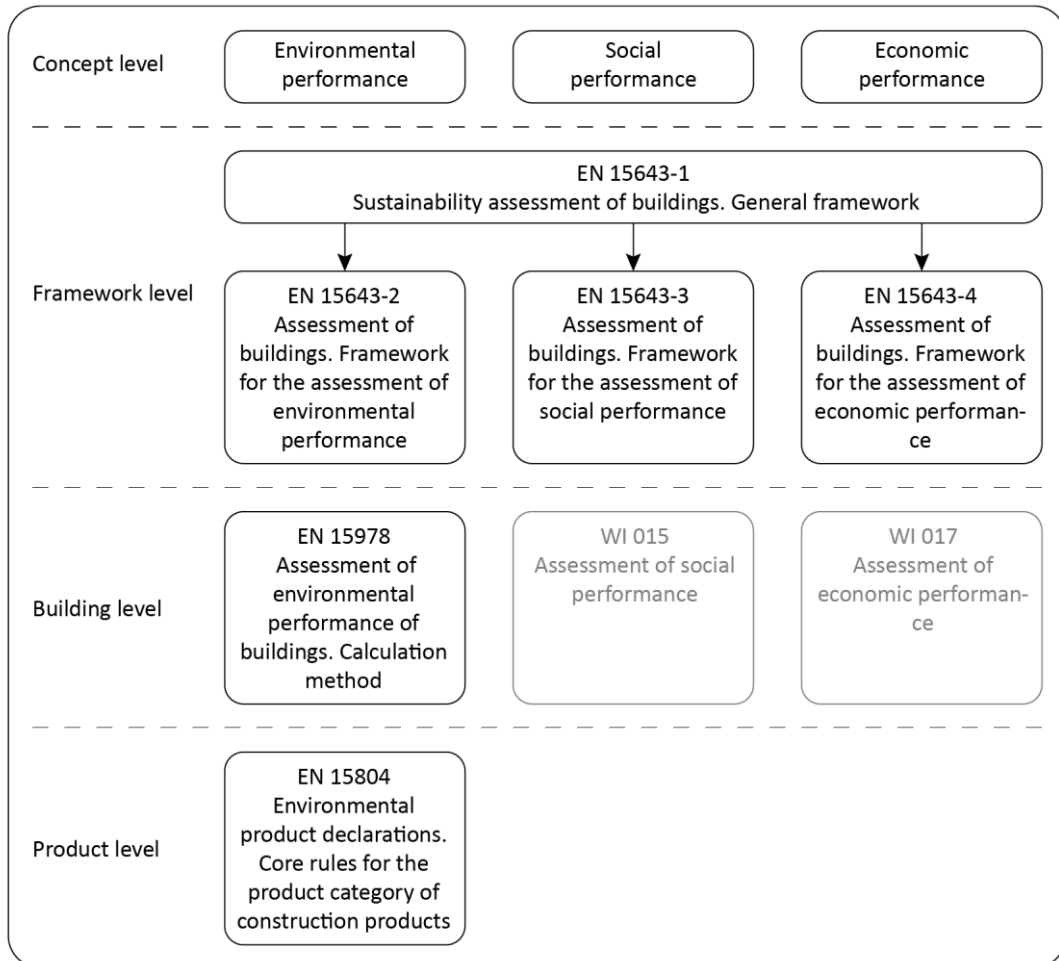 Concept level
Environmental
performance
Social
performance
Economic
performance
EN 15643-1
Sustainability assessment of buildings. General framework
Framework level
EN 15643-2
Assessment of
buildings. Framework
for the assessment of
environmental
performance
EN 15643-3
Assessment of
buildings. Framework
for the assessment of
social performance
EN 15643-4
Assessment of
buildings. Framework
for the assessment of
economic performan-
ce
Building level
EN 15978
Assessment of
environmental
performance of
buildings. Calculation
method
WI 015
Assessment of social
performance
WI 017
Assessment of
economic performan-
ce
Product level
EN 15804
Environmental
product declarations.
Core rules for the
product category of
construction products